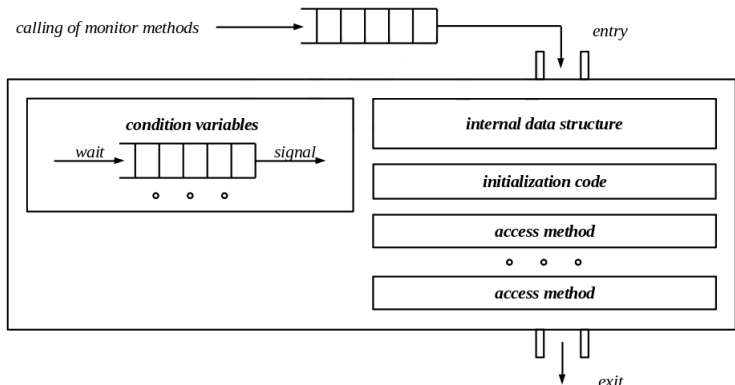 calling of monitor methods
entry
condition variables
wait
signal
internal data structure
initialization code
access method
access method
exit